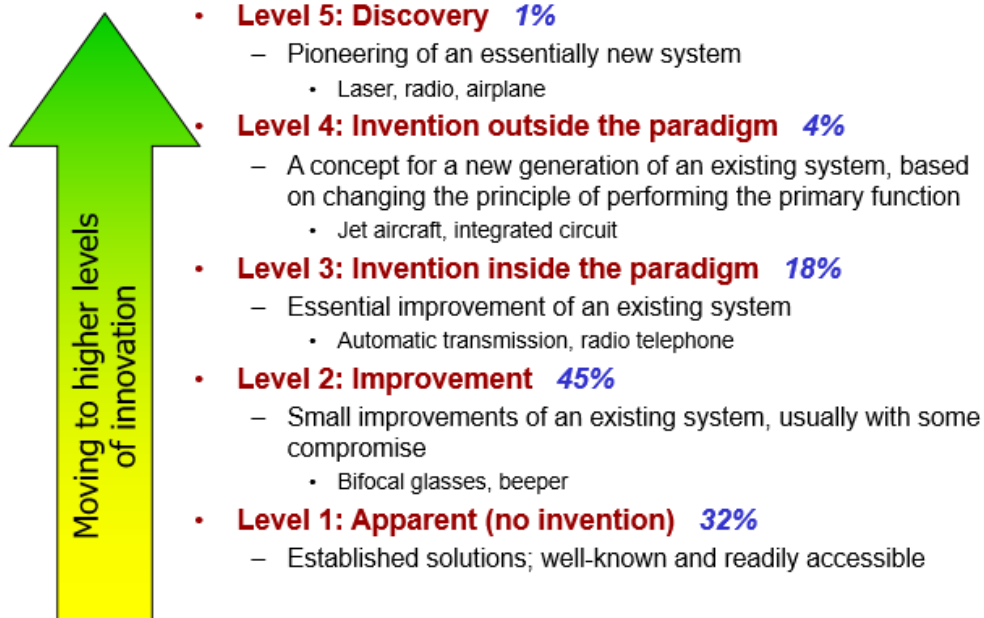 • Level 5: Discovery 1%
– Pioneering of an essentially new system
• Laser, radio, airplane
• Level 4: Invention outside the paradigm 4%
– A concept for a new generation of an existing system, based
on changing the principle of performing the primary function
• Jet aircraft, integrated circuit
• Level 3: Invention inside the paradigm 18%
– Essential improvement of an existing system
• Automatic transmission, radio telephone
• Level 2: Improvement 45%
– Small improvements of an existing system, usually with some
compromise
• Bifocal glasses, beeper
• Level 1: Apparent (no invention) 32%
– Established solutions; well-known and readily accessible
Moving to higher levels
of innovation